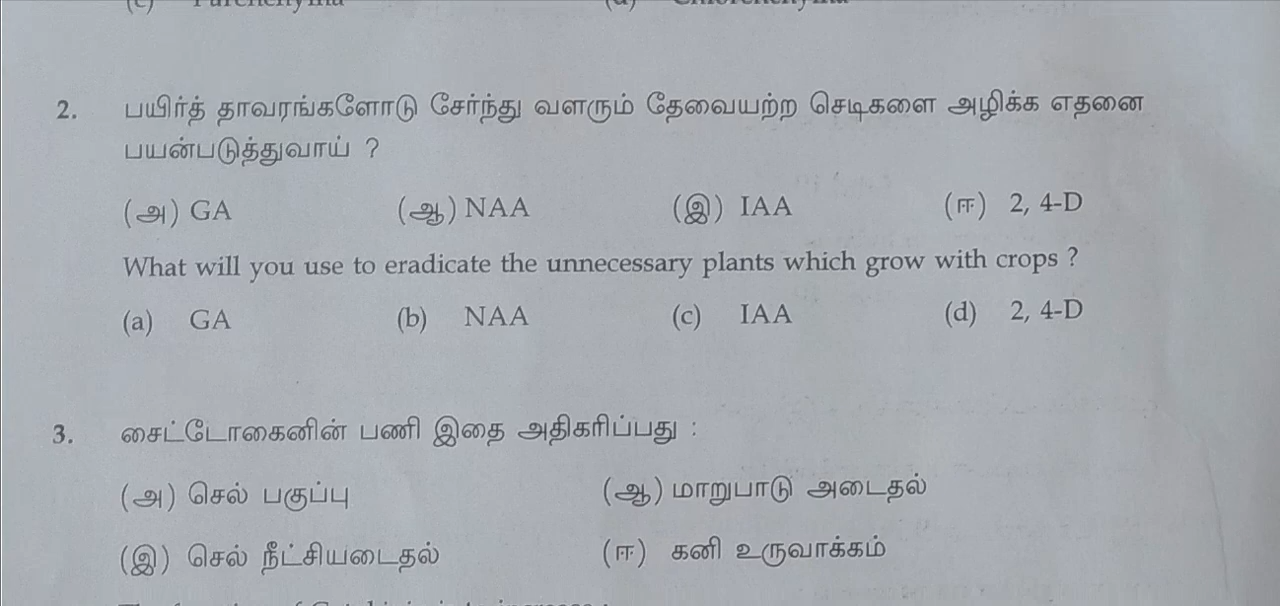 2. பயிர்த் தாவரங்களோடு சேர்ந்து வளரும் தேவையற்ற செடிகளை அழிக்க எதனை
பயன்படுத்துவாய் ?
(அ) GA (ஆ) NAA (இ) IAA (ஈ) 2, 4-D
What will you use to eradicate the unnecessary plants which grow with crops ?
(a) GA (b) NAA (c) IAA (d) 2, 4-D
3. சைட்டோகைனின் பணி இதை அதிகரிப்பது :
(அ) செல் பகுப்பு (ஆ) மாறுபாடு அடைதல்
(இ) செல் நீட்சியடைதல் (ஈ) கனி உருவாக்கம்